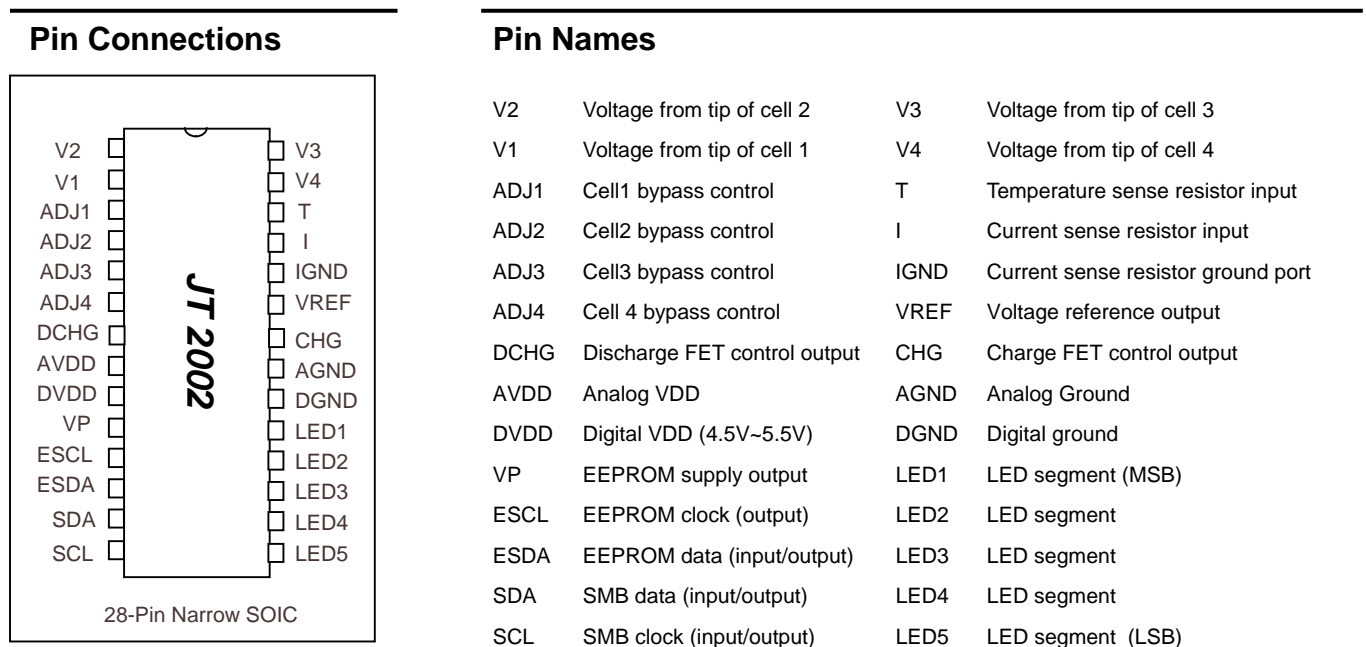 Pin Connections
V2
V1
ADJ1
ADJ2
ADJ3
ADJ4
DCHG
AVDD
DVDD
VP
ESCL
ESDA
SDA
SCL
JT 2002
V3
V4
T
I
IGND
VREF
CHG
AGND
DGND
LED1
LED2
LED3
LED4
LED5
28-Pin Narrow SOIC
Pin Names
V2 Voltage from tip of cell 2 V3 Voltage from tip of cell 3
V1 Voltage from tip of cell 1 V4 Voltage from tip of cell 4
ADJ1 Cell1 bypass control T Temperature sense resistor input
ADJ2 Cell2 bypass control I Current sense resistor input
ADJ3 Cell3 bypass control IGND Current sense resistor ground port
ADJ4 Cell 4 bypass control VREF Voltage reference output
DCHG Discharge FET control output CHG Charge FET control output
AVDD Analog VDD AGND Analog Ground
DVDD Digital VDD (4.5V~5.5V) DGND Digital ground
VP EEPROM supply output LED1 LED segment (MSB)
ESCL EEPROM clock (output) LED2 LED segment
ESDA EEPROM data (input/output) LED3 LED segment
SDA SMB data (input/output) LED4 LED segment
SCL SMB clock (input/output) LED5 LED segment (LSB)